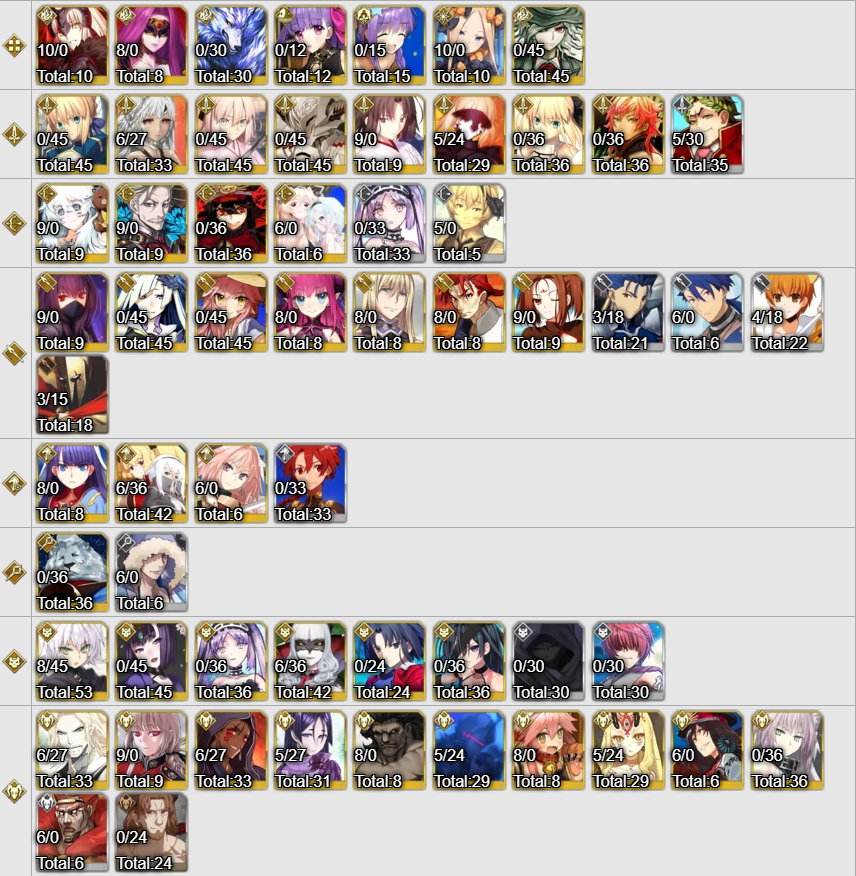 10/0 8/0 0/30 0/12 0/15 10/0 0/45
Total:10 Total:8 Total:30 Total:12 Total:15 Total:10 Total:45
0/45 6/27 0/45 0/45 9/0 5/24 0/36 0/36 5/30
Total:45 Total:33 Total:45 Total:45 Total:9 Total:29 Total:36 Total:36 Total:35
9/0 9/0 0/36 6/0 0/33 5/0
Total:9 Total:9 Total:36 Total:6 Total:33 Total:5
9/0 0/45 0/45 8/0 8/0 8/0 9/0 3/18 6/0 4/18
Total:9 Total:45 Total:45 Total:8 Total:8 Total:8 Total:9 Total:21 Total:6 Total:22
3/15
Total:18
8/0 6/36 6/0 0/33
Total:8 Total:42 Total:6 Total:33
0/36 6/0
Total:36 Total:6
8/45 0/45 0/36 6/36 0/24 0/36 0/30 0/30
Total:53 Total:45 Total:36 Total:42 Total:24 Total:36 Total:30 Total:30
6/27 9/0 6/27 5/27 8/0 5/24 8/0 5/24 6/0 0/36
Total:33 Total:9 Total:33 Total:31 Total:8 Total:29 Total:8 Total:29 Total:6 Total:36
6/0 0/24
Total:6 Total:24